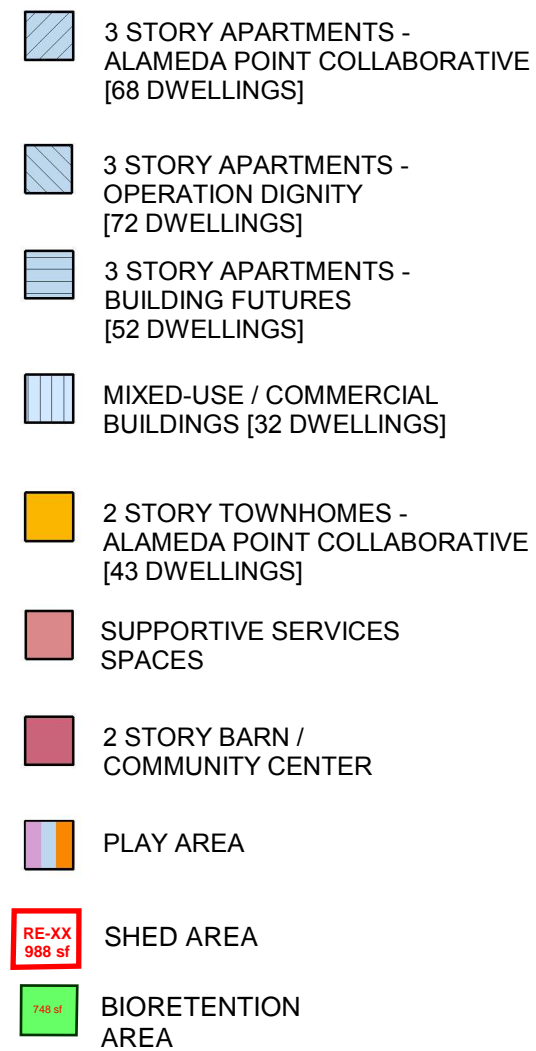 3 STORY APARTMENTS -
ALAMEDA POINT COLLABORATIVE
[68 DWELLINGS]
3 STORY APARTMENTS -
OPERATION DIGNITY
[72 DWELLINGS]
3 STORY APARTMENTS -
BUILDING FUTURES
[52 DWELLINGS]
MIXED-USE / COMMERCIAL
BUILDINGS [32 DWELLINGS]
2 STORY TOWNHOMES -
ALAMEDA POINT COLLABORATIVE
[43 DWELLINGS]
SUPPORTIVE SERVICES
SPACES
2 STORY BARN /
COMMUNITY CENTER
PLAY AREA
RE-XX
988 sf
SHED AREA
748 sf
BIORETENTION
AREA